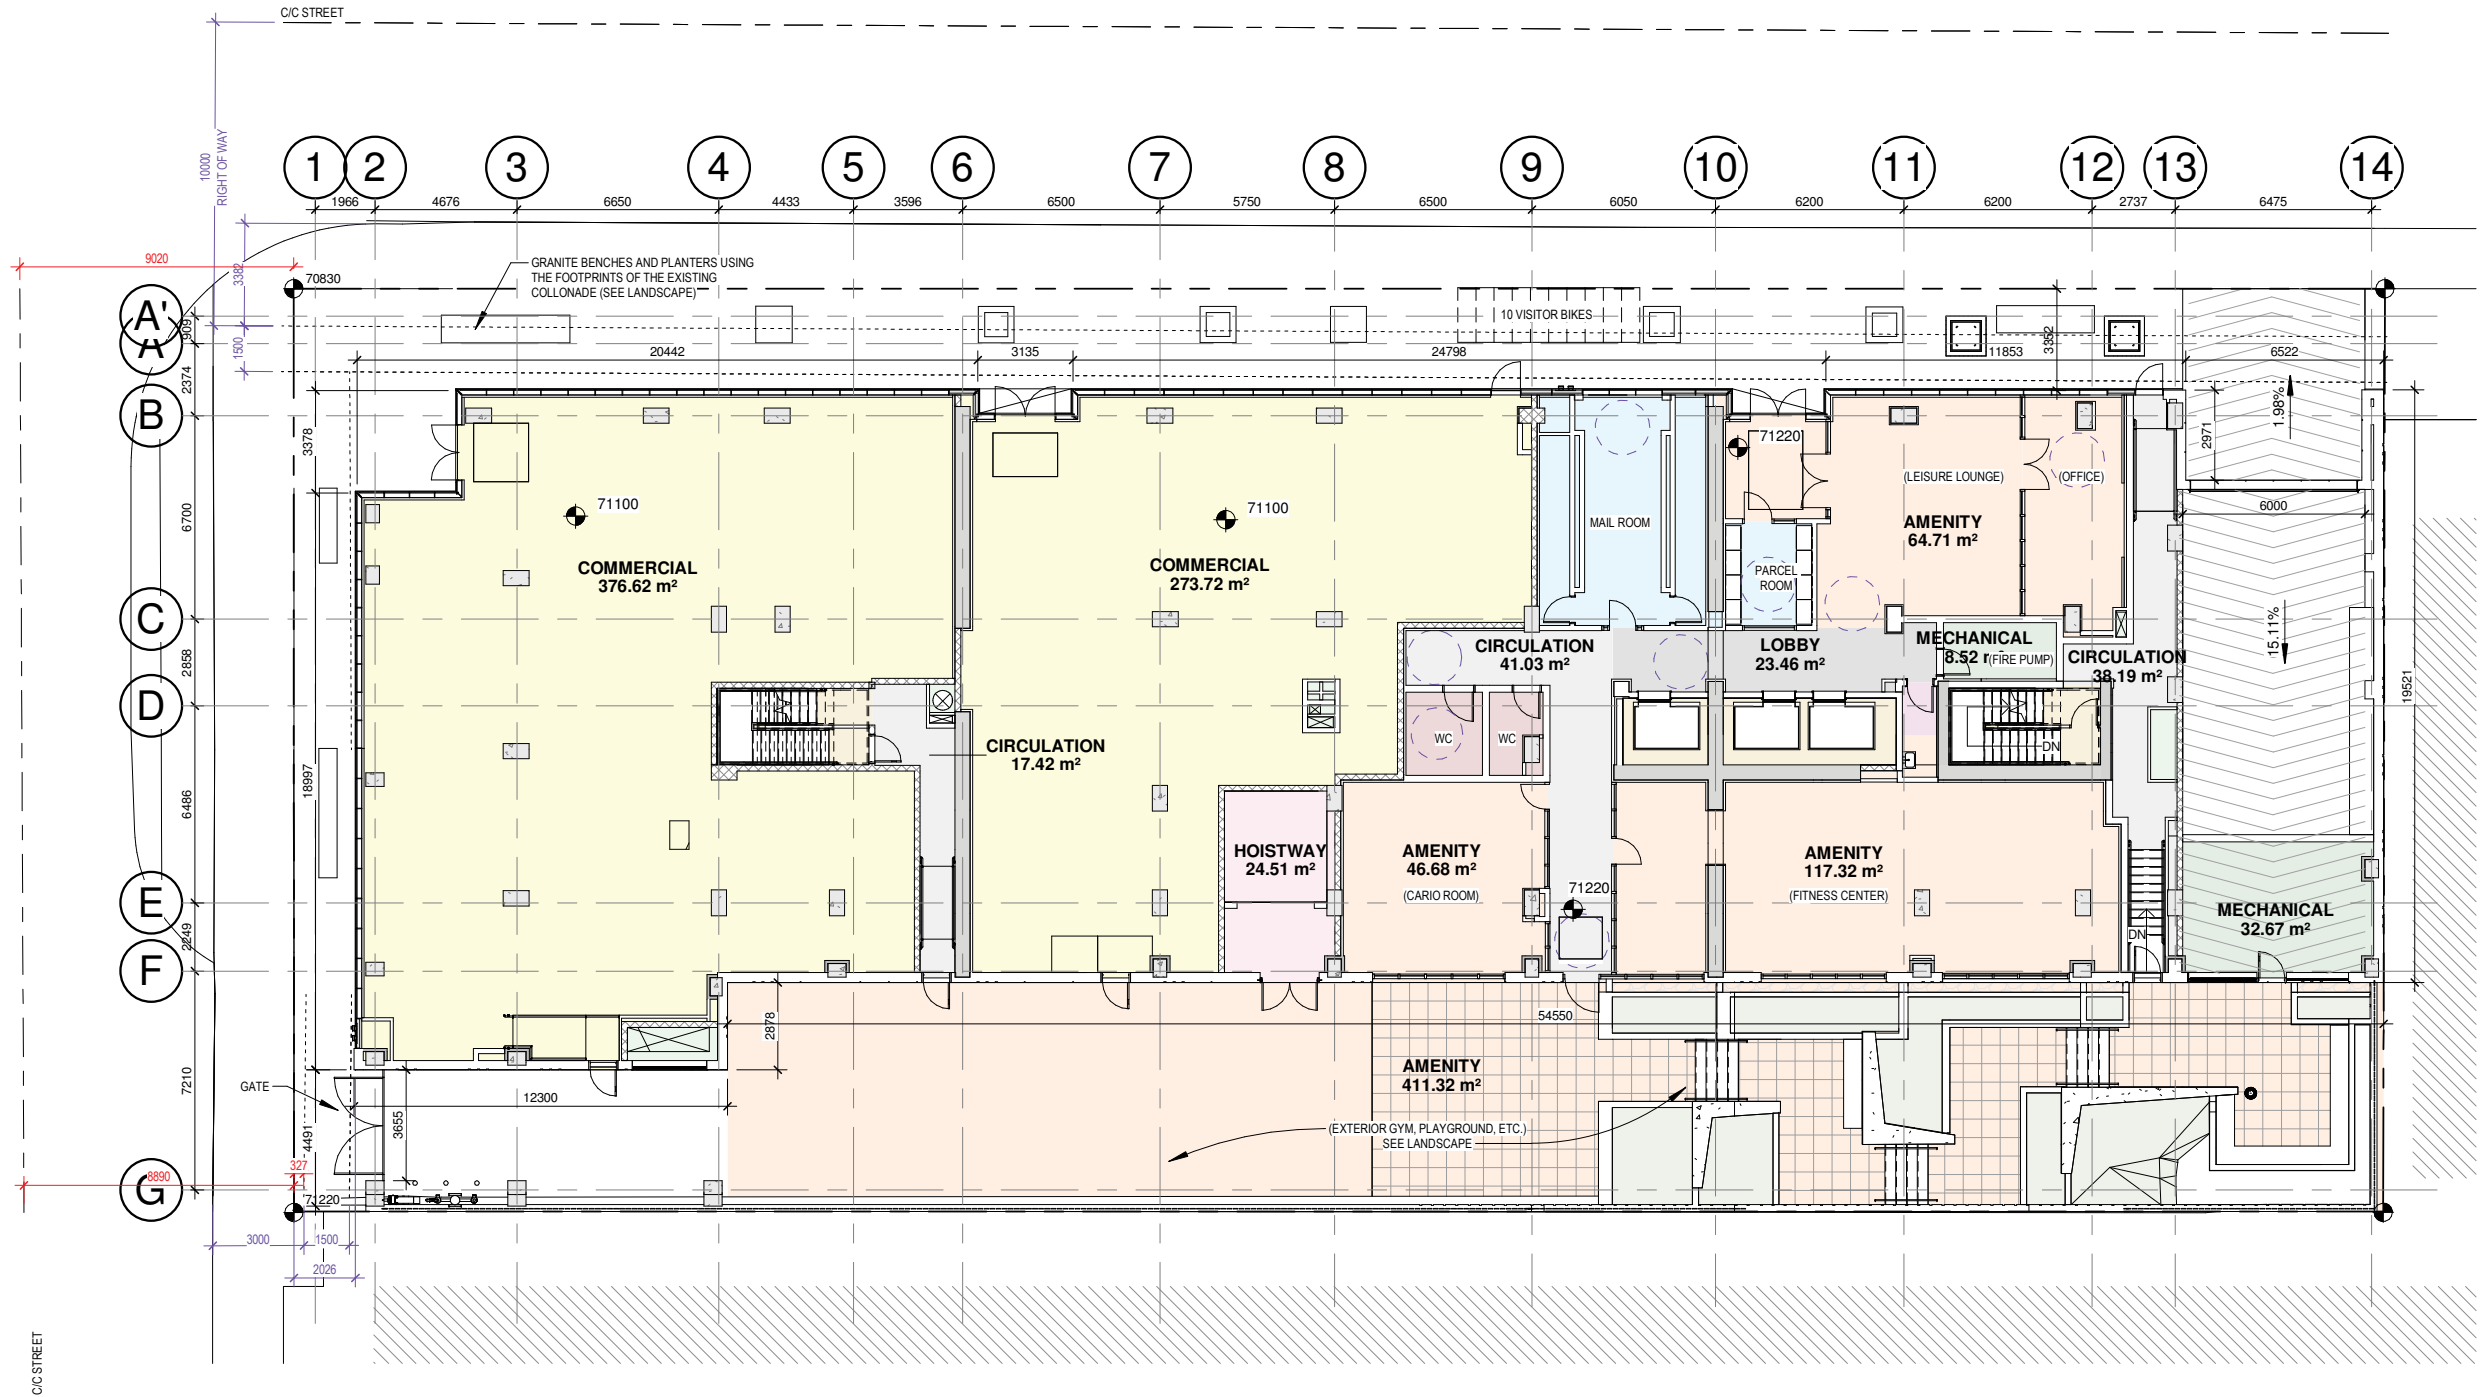 C/C STREET
10000
RIGHT OF WAY
1 2 3 4 5 6 7 8 9 10 11 12 13 14
1966 4676 6650 4433 3596 6500 5750 6500 6050 6200 6200 2737 6475
9020
3382
70830
GRANITE BENCHES AND PLANTERS USING
THE FOOTPRINTS OF THE EXISTING
COLLONADE (SEE LANDSCAPE)
A'
909
A
1500
10 VISITOR BIKES
3352
20442 3135 24798 11853 6522
2374
B
3378
1.98%
2971
71220
(LEISURE LOUNGE)
(OFFICE)
71100
71100
6700
6000
MAIL ROOM
AMENITY
64.71 m²
COMMERCIAL
376.62 m²
COMMERCIAL
273.72 m²
PARCEL
ROOM
C
15.11%
CIRCULATION
41.03 m²
LOBBY
23.46 m²
MECHANICAL
8.52
(FIRE PUMP)
CIRCULATION
38.19 m²
2858
D
19521
WC
WC
DN
CIRCULATION
17.42 m²
18997
6486
HOISTWAY
24.51 m²
AMENITY
46.68 m²
(CARIO ROOM)
AMENITY
117.32 m²
(FITNESS CENTER)
71220
E
MECHANICAL
32.67 m²
2249
DN
F
2878
54550
AMENITY
411.32 m²
7210
GATE
12300
3655
4491
(EXTERIOR GYM, PLAYGROUND, ETC.)
SEE LANDSCAPE
327
8890
G
71220
3000 1500
2026
C/C STREET